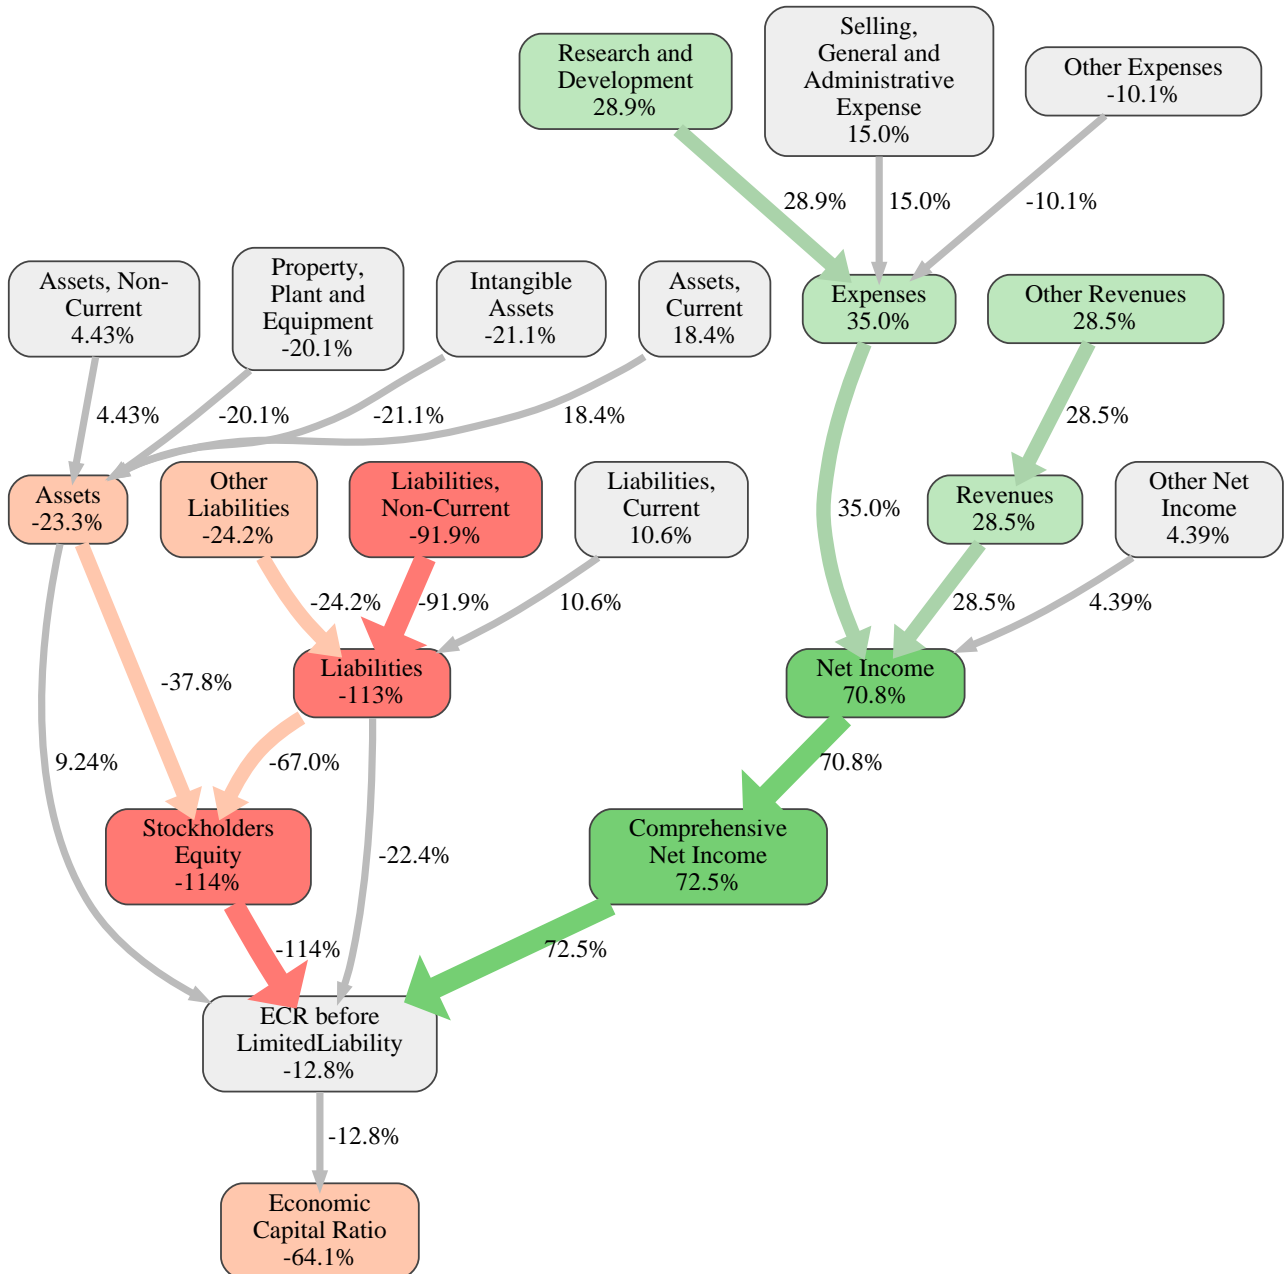 Research and
Development
28.9%
Selling,
General and
Administrative
Expense
15.0%
Other Expenses
-10.1%
28.9%
15.0%
-10.1%
Assets, Non-
Current
4.43%
Property,
Plant and
Equipment
-20.1%
Intangible
Assets
-21.1%
Assets,
Current
18.4%
Expenses
35.0%
Other Revenues
28.5%
4.43%
-20.1%
-21.1%
18.4%
28.5%
Assets
-23.3%
Other
Liabilities
-24.2%
Liabilities,
Non-Current
-91.9%
Liabilities,
Current
10.6%
35.0%
Revenues
28.5%
Other Net
Income
4.39%
-24.2%
-91.9%
10.6%
28.5%
4.39%
-37.8%
Liabilities
-113%
Net Income
70.8%
9.24%
-67.0%
70.8%
Stockholders
Equity
-114%
-22.4%
Comprehensive
Net Income
72.5%
-114%
72.5%
ECR before
LimitedLiability
-12.8%
-12.8%
Economic
Capital Ratio
-64.1%